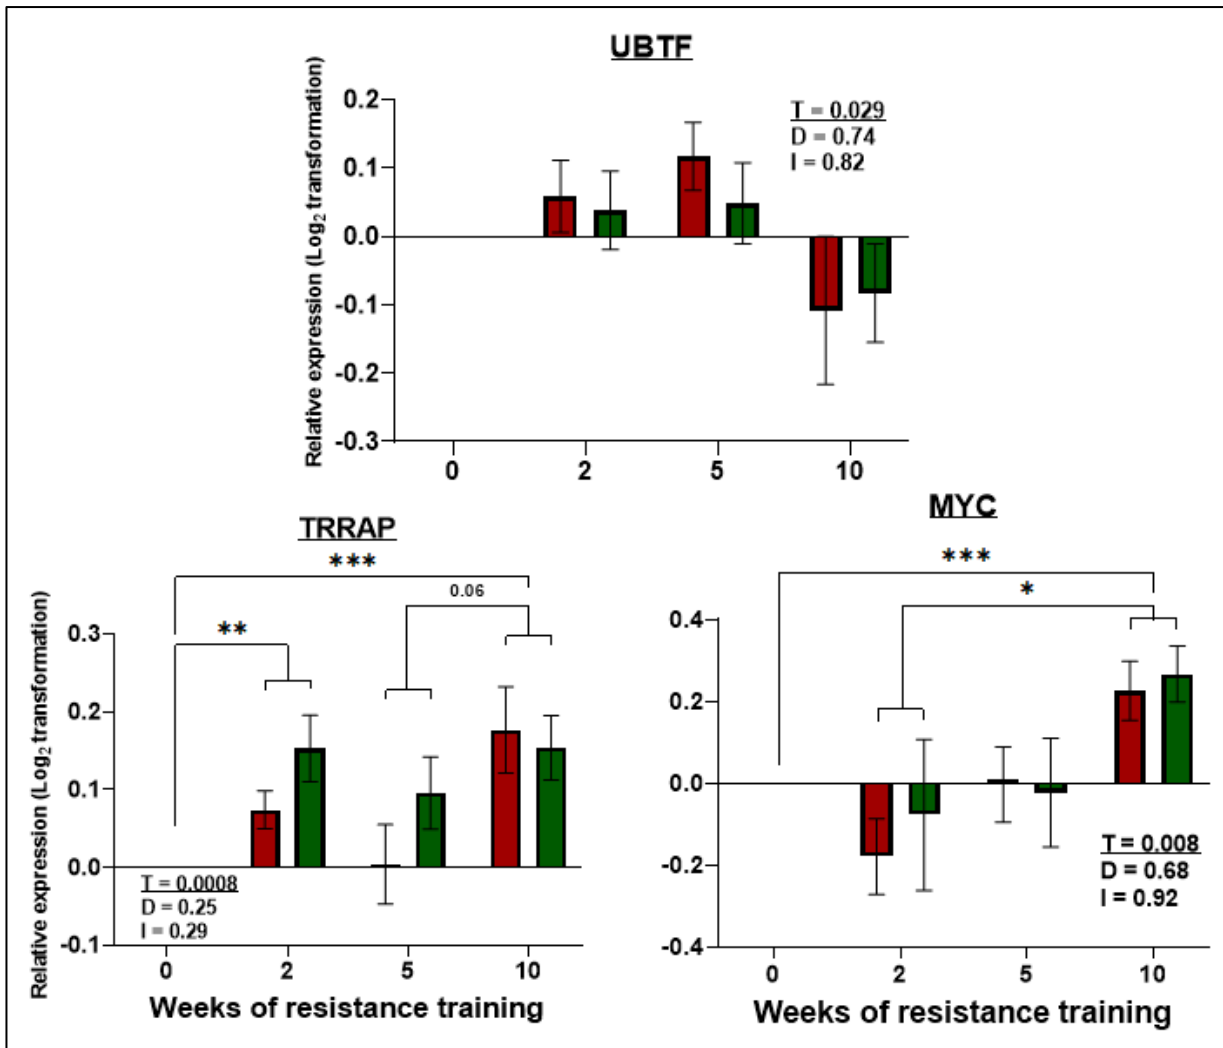 UBTF
Relative expression (Log₂ transformation)
0.2
0.1
0.0
-0.1
-0.2
-0.3
T = 0.029
D = 0.74
I = 0.82
0 2 5 10
TRRAP
***
0.06
**
Relative expression (Log₂ transformation)
0.3
0.2
0.1
0.0
-0.1
T = 0.0008
D = 0.25
I = 0.29
0 2 5 10
Weeks of resistance training
MYC
***
*
0.4
0.2
0.0
-0.2
-0.4
T = 0.008
D = 0.68
I = 0.92
0 2 5 10
Weeks of resistance training